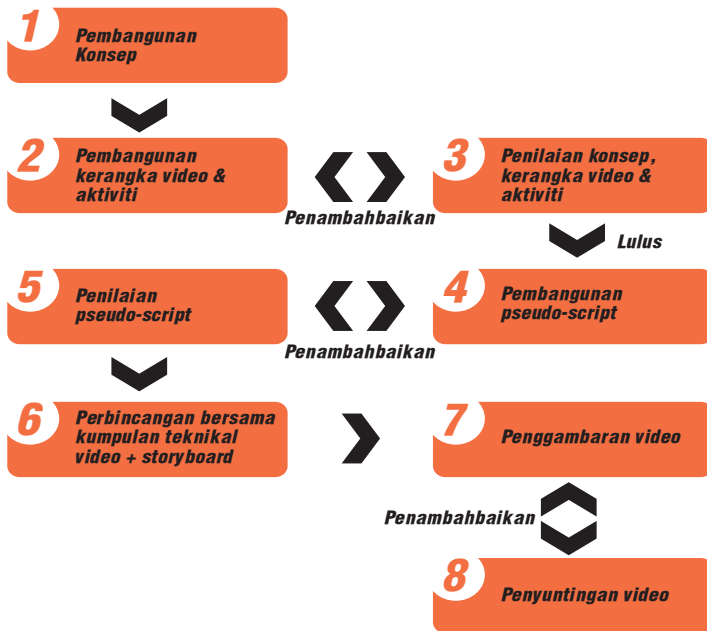 1
Pembangunan
Konsep
2
Pembangunan
kerangka video &
aktiviti
Penambahbaikan
3
Penilaian konsep,
kerangka video &
aktiviti
Lulus
4
Pembangunan
pseudo-script
Penambahbaikan
5
Penilaian
pseudo-script
6
Perbincangan bersama
kumpulan teknikal
video + storyboard
7
Penggambaran video
Penambahbaikan
8
Penyuntingan video